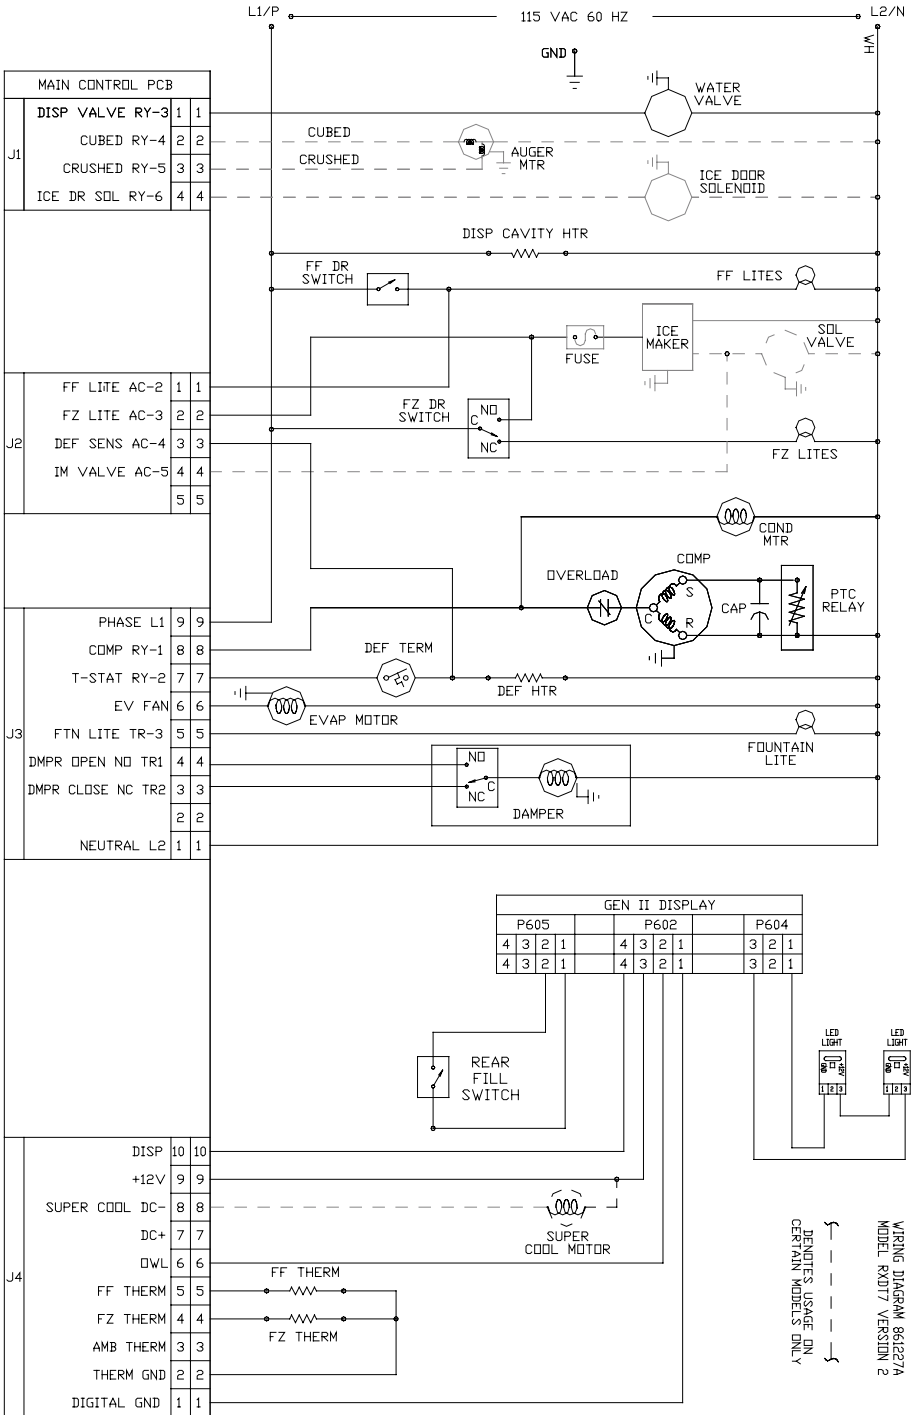 L1/P
115 VAC 60 HZ
L2/N
WH
GND
MAIN CONTROL PCB
J1
DISP VALVE RY-3 1 1
CUBED RY-4 2 2
CRUSHED RY-5 3 3
ICE DR SOL RY-6 4 4
CUBED
CRUSHED
AUGER
MTR
WATER
VALVE
ICE DOOR
SOLENOID
DISP CAVITY HTR
FF DR
SWITCH
FF LITES
FUSE
ICE
MAKER
SOL
VALVE
J2
FF LITE AC-2 1 1
FZ LITE AC-3 2 2
DEF SENS AC-4 3 3
IM VALVE AC-5 4 4
5 5
FZ DR
SWITCH
NO
C
NC
FZ LITES
COND
MTR
OVERLOAD
COMP
S
C
R
CAP
PTC
RELAY
J3
PHASE L1 9 9
COMP RY-1 8 8
T-STAT RY-2 7 7
EV FAN 6 6
FTN LITE TR-3 5 5
DMPR OPEN NO TR1 4 4
DMPR CLOSE NC TR2 3 3
2 2
NEUTRAL L2 1 1
DEF TERM
DEF HTR
EVAP MOTOR
FOUNTAIN
LITE
NO
C
NC
DAMPER
GEN II DISPLAY
P605 P602 P604
4 3 2 1 4 3 2 1 3 2 1
4 3 2 1 4 3 2 1 3 2 1
REAR
FILL
SWITCH
LED
LIGHT
GND
+12V
1 2 3
LED
LIGHT
GND
+12V
1 2 3
J4
DISP 10 10
+12V 9 9
SUPER COOL DC- 8 8
DC+ 7 7
OWL 6 6
FF THERM 5 5
FZ THERM 4 4
AMB THERM 3 3
THERM GND 2 2
DIGITAL GND 1 1
SUPER
COOL MOTOR
FF THERM
FZ THERM
DENOTES USAGE ON
CERTAIN MODELS ONLY
WIRING DIAGRAM 861227A
MODEL RXDT7 VERSION 2